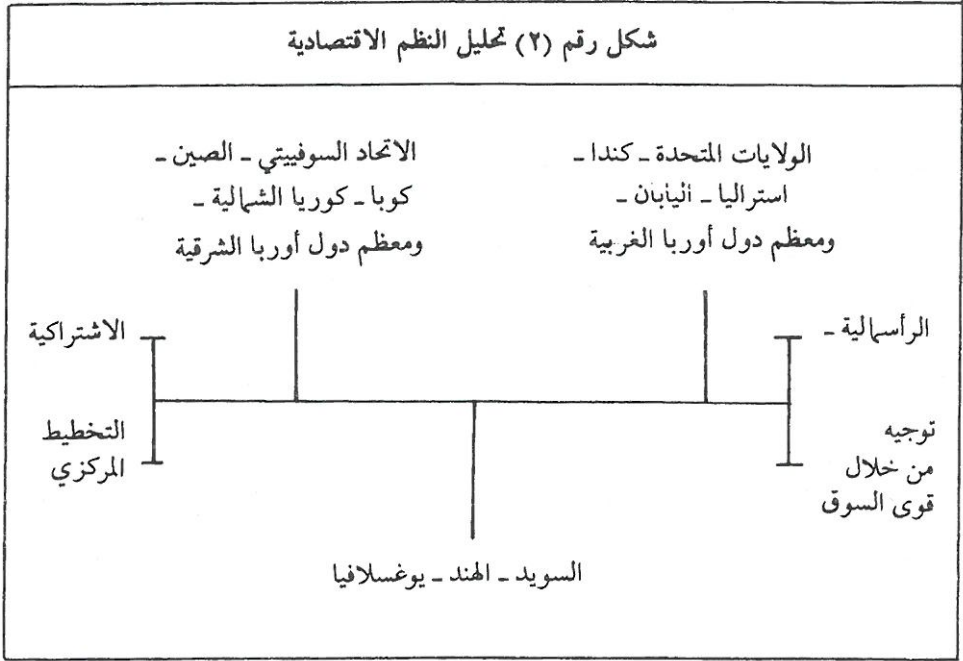 شكل رقم (٢) تحليل النظم الاقتصادية
الولايات المتحدة ـ كندا ـ
استراليا ـ اليابان ـ
ومعظم دول أوربا الغربية
الاتحاد السوفييتي ـ الصين ـ
كوبا ـ كوريا الشمالية ـ
ومعظم دول أوربا الشرقية
الرأسمالية ـ
توجيه
من خلال
قوى السوق
الاشتراكية
التخطيط
المركزي
السويد ـ الهند ـ يوغسلافيا